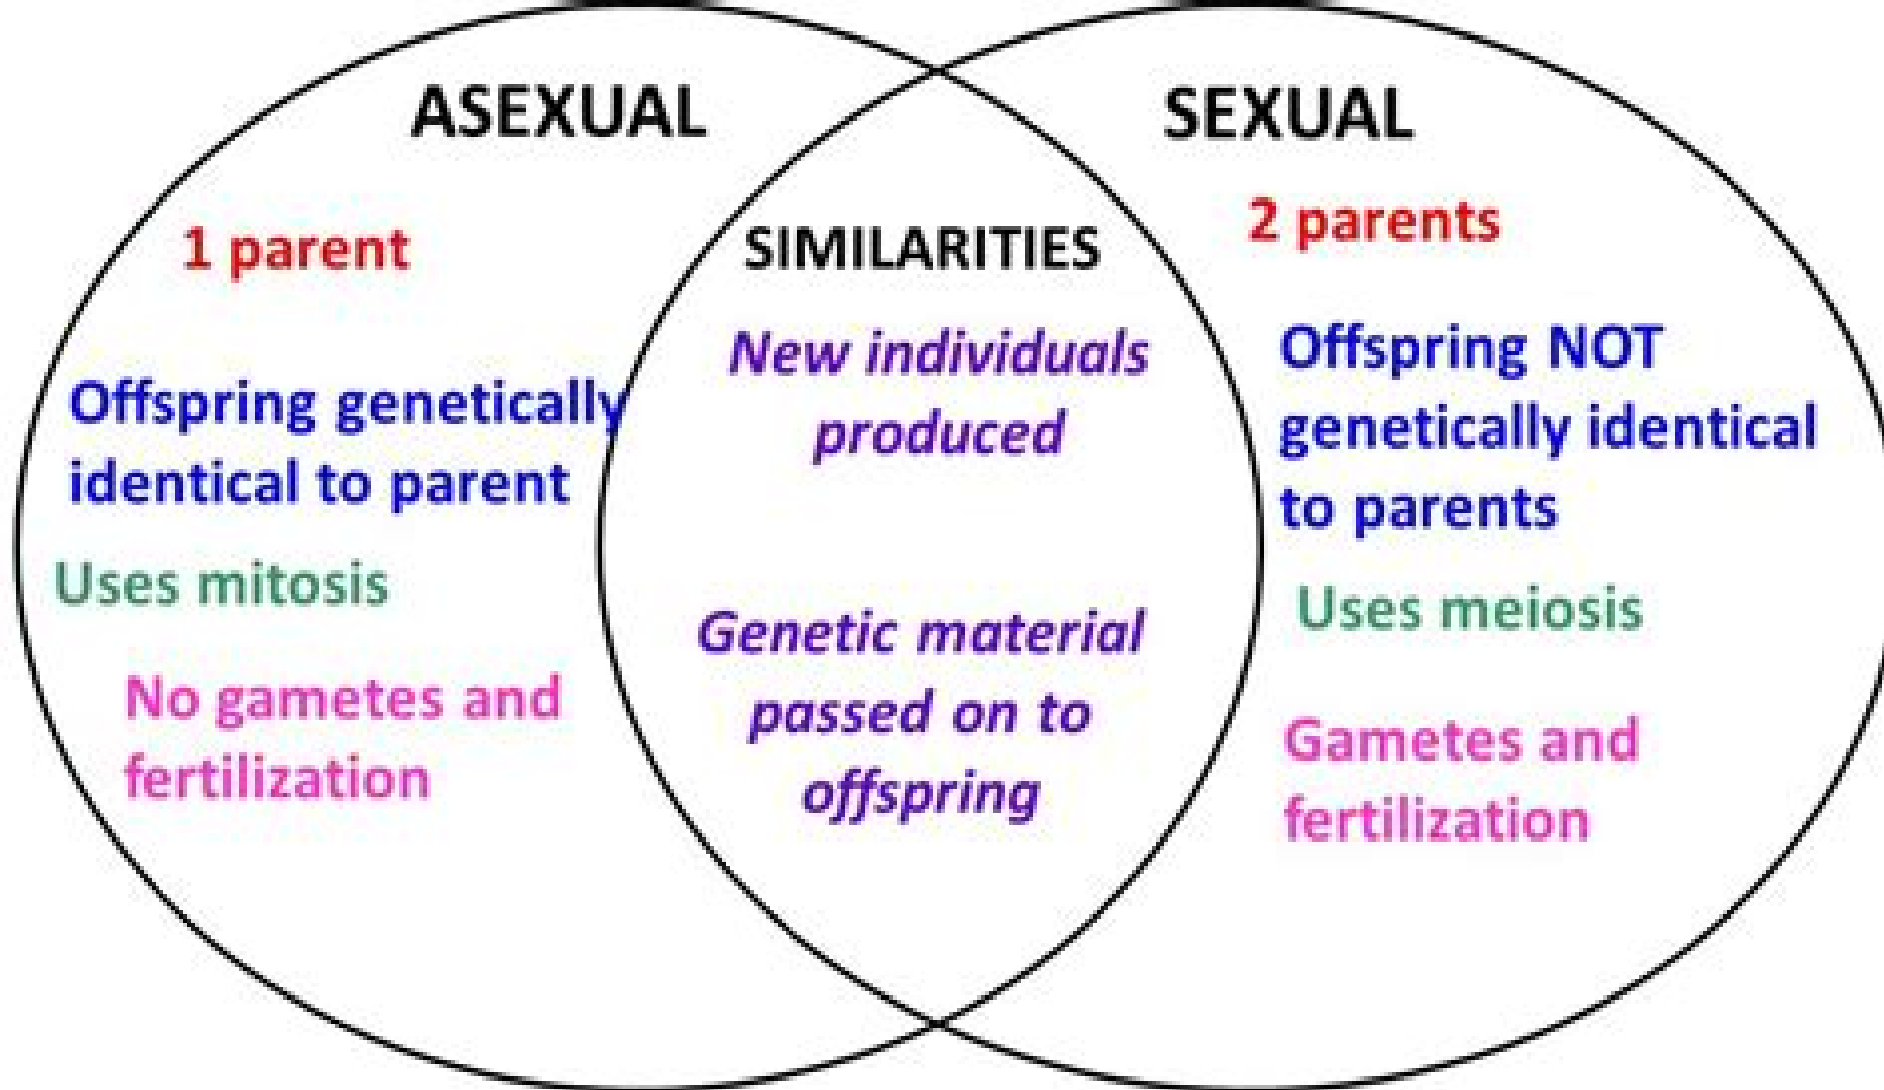 ASEXUAL
1 parent
Offspring genetically
identical to parent
Uses mitosis
No gametes and
fertilization
SIMILARITIES
New individuals
produced
Genetic material
passed on to
offspring
SEXUAL
2 parents
Offspring NOT
genetically identical
to parents
Uses meiosis
Gametes and
fertilization